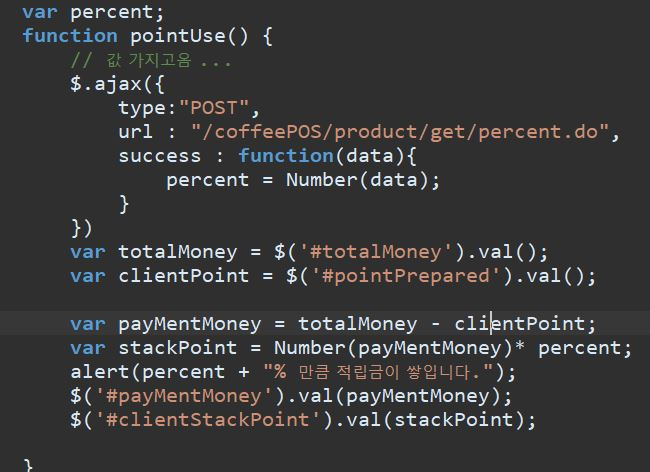 var percent;
function pointUse() {
// 값 가지고옴 ...
$.ajax({
type:"POST",
url : "/coffeePOS/product/get/percent.do",
success : function(data){
percent = Number(data);
}
})
var totalMoney = $('#totalMoney').val();
var clientPoint = $('#pointPrepared').val();
var payMentMoney = totalMoney - clientPoint;
var stackPoint = Number(payMentMoney)* percent;
alert(percent + "% 만큼 적립금이 쌓입니다.");
$('#payMentMoney').val(payMentMoney);
$('#clientStackPoint').val(stackPoint);
}